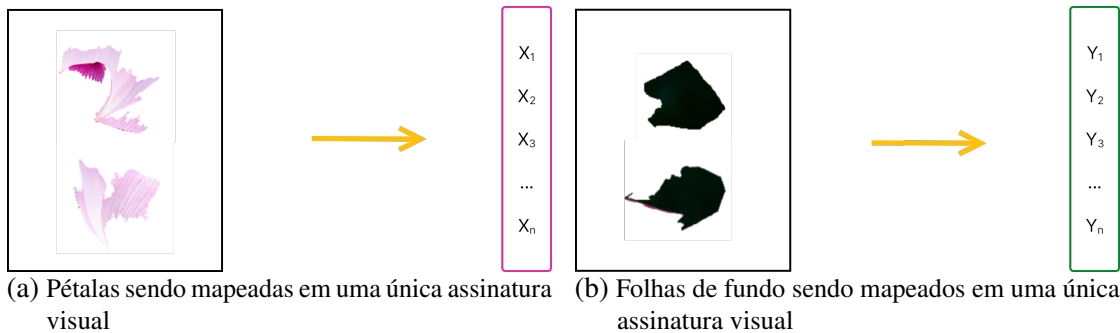 X₁
X₂
X₃
...
Xₙ
Y₁
Y₂
Y₃
...
Yₙ
(a) Pétalas sendo mapeadas em uma única assinatura
visual
(b) Folhas de fundo sendo mapeados em uma única
assinatura visual